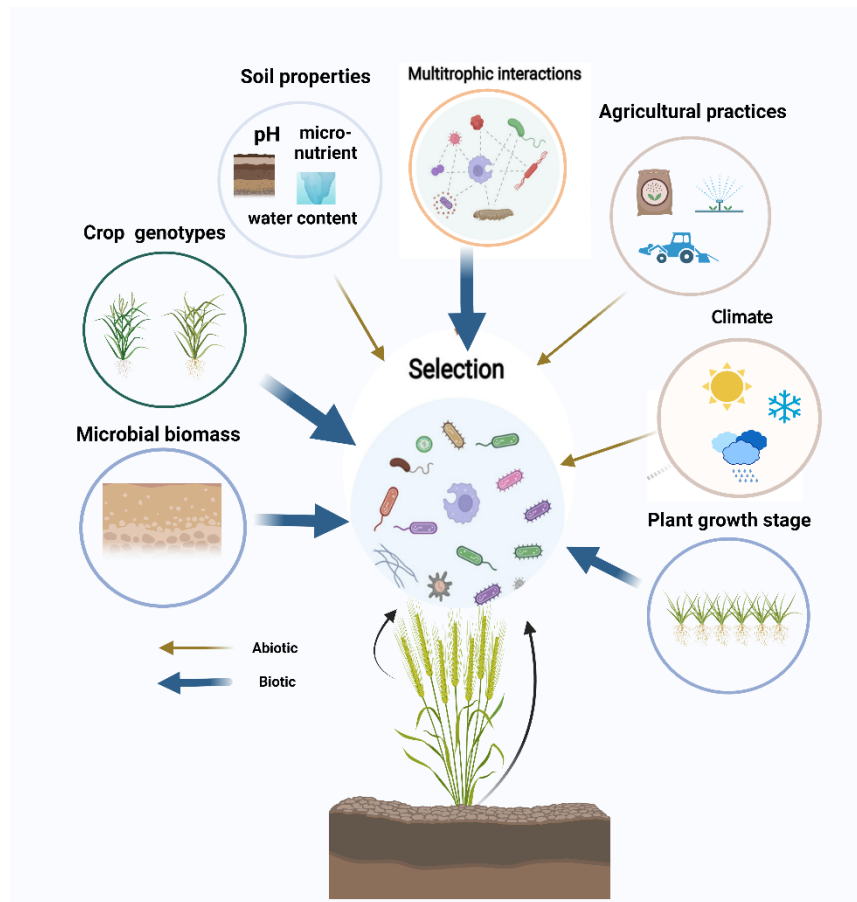 Soil properties
pH
micro-
nutrient
water content
Multitrophic interactions
Agricultural practices
Crop genotypes
Climate
Selection
Microbial biomass
Plant growth stage
Abiotic
Biotic